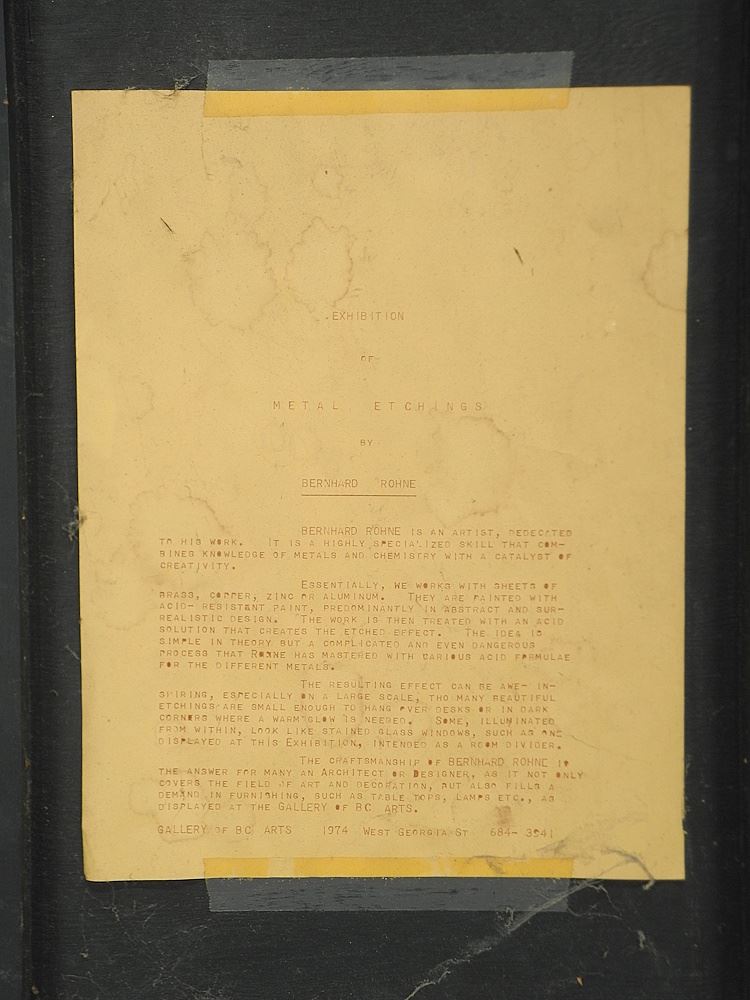 EXHIBITION
OF
METAL ETCHINGS
BY
BERNHARD ROHNE
BERNHARD ROHNE IS AN ARTIST, DEDECATED
TO HIS WORK. IT IS A HIGHLY SPECIALIZED SKILL THAT COM-
BINES KNOWLEDGE OF METALS AND CHEMISTRY WITH A CATALYST OF
CREATIVITY.
ESSENTIALLY, WE WORKS WITH SHEETS OF
BRASS, COPPER, ZINC OR ALUMINUM. THEY ARE PAINTED WITH
ACID- RESISTANT PAINT, PREDOMINANTLY IN ABSTRACT AND SUR-
REALISTIC DESIGN. THE WORK IS THEN TREATED WITH AN ACID
SOLUTION THAT CREATES THE ETCHED EFFECT. THE IDEA IS
SIMPLE IN THEORY BUT A COMPLICATED AND EVEN DANGEROUS
PROCESS THAT ROHNE HAS MASTERED WITH VARIOUS ACID FORMULAE
FOR THE DIFFERENT METALS.
THE RESULTING EFFECT CAN BE AWE- IN-
SPIRING, ESPECIALLY ON A LARGE SCALE, THO MANY BEAUTIFUL
ETCHINGS ARE SMALL ENOUGH TO HANG OVER DESKS OR IN DARK
CORNERS WHERE A WARM GLOW IS NEEDED. SOME, ILLUMINATED
FROM WITHIN, LOOK LIKE STAINED GLASS WINDOWS, SUCH AS ONE
DISPLAYED AT THIS EXHIBITION, INTENDED AS A ROOM DIVIDER.
THE CRAFTSMANSHIP OF BERNHARD ROHNE IS
THE ANSWER FOR MANY AN ARCHITECT OR DESIGNER, AS IT NOT ONLY
COVERS THE FIELD OF ART AND DECORATION, BUT ALSO FILLS A
DEMAND IN FURNISHING, SUCH AS TABLE TOPS, LAMPS ETC., AS
DISPLAYED AT THE GALLERY OF BC ARTS.
GALLERY OF BC ARTS 1974 WEST GEORGIA ST 684- 3541